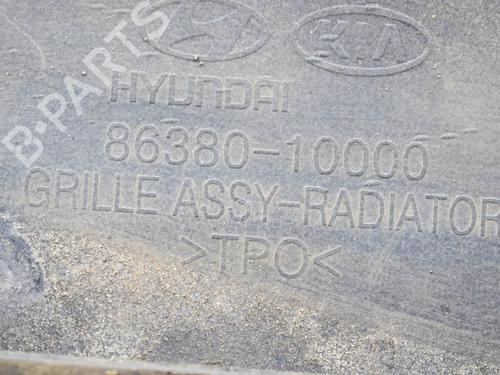 B-PARTS
KIA
HYUNDAI
86380-10000
GRILLE ASSY-RADIATOR
>TPO<